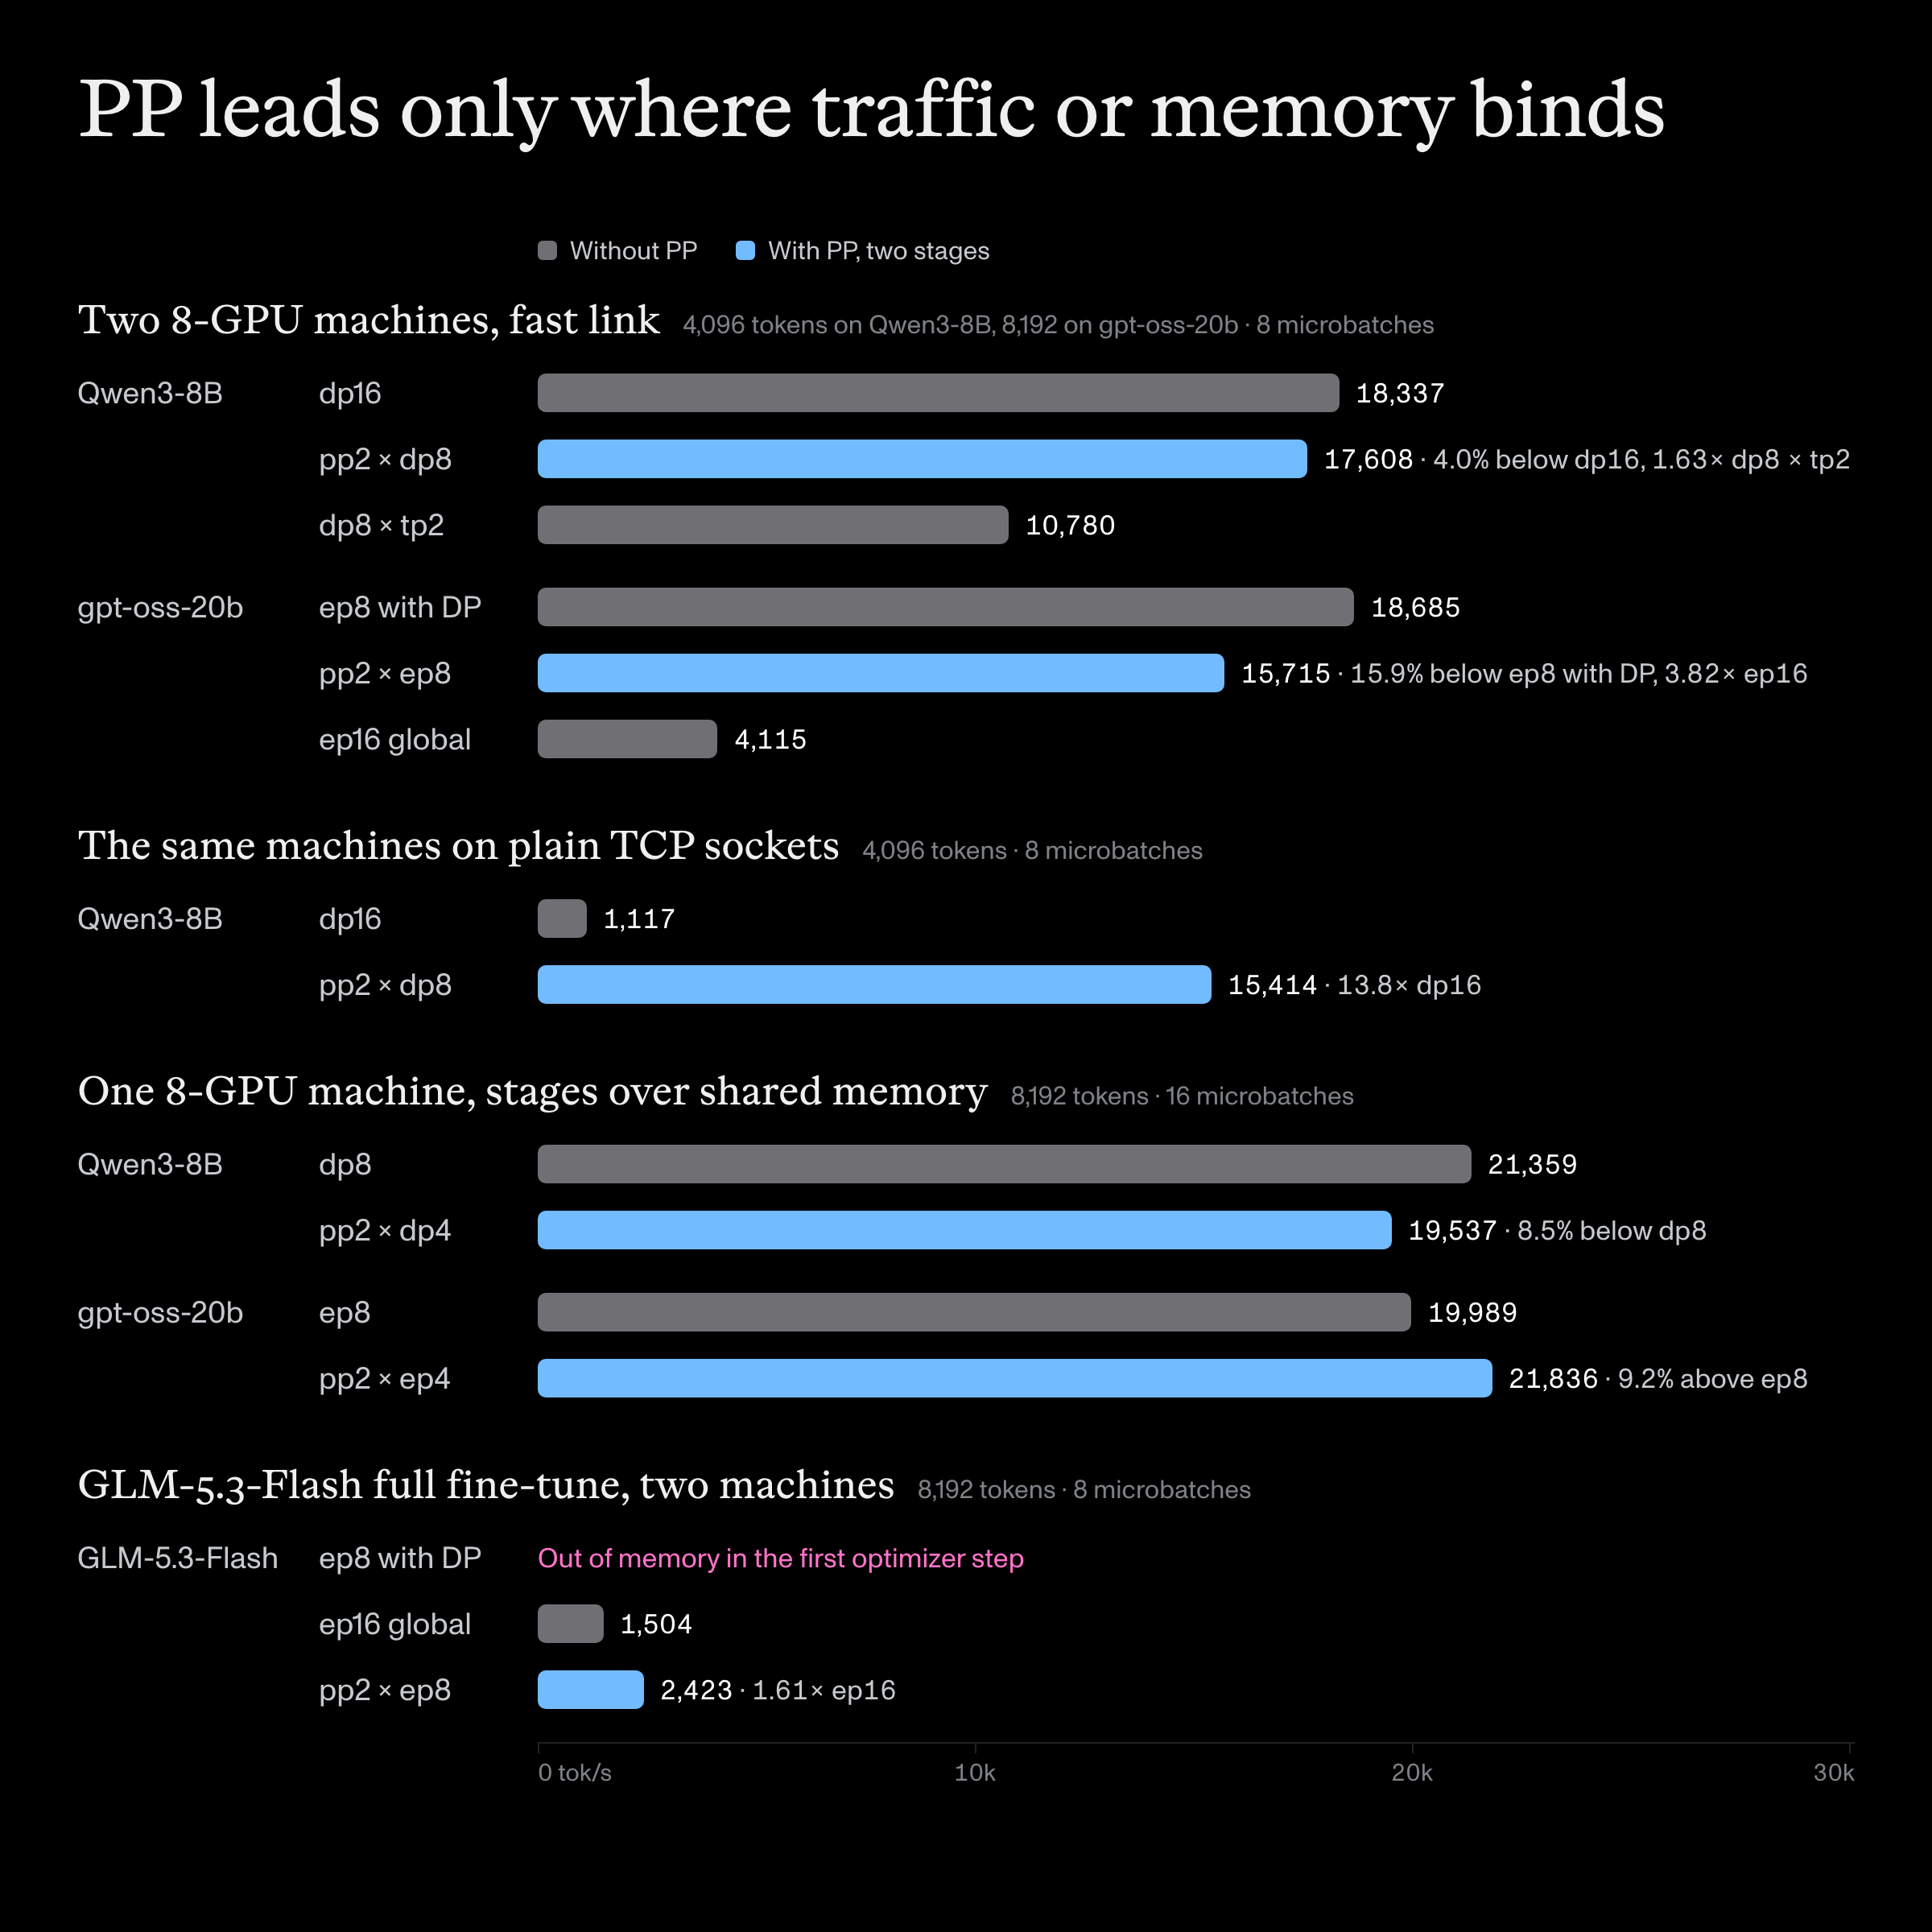 PP leads only where traffic or memory binds
Without PP With PP, two stages
Two 8-GPU machines, fast link 4,096 tokens on Qwen3-8B, 8,192 on gpt-oss-20b · 8 microbatches
Qwen3-8B dp16 18,337
pp2 × dp8 17,608 · 4.0% below dp16, 1.63× dp8 × tp2
dp8 × tp2 10,780
gpt-oss-20b ep8 with DP 18,685
pp2 × ep8 15,715 · 15.9% below ep8 with DP, 3.82× ep16
ep16 global 4,115
The same machines on plain TCP sockets 4,096 tokens · 8 microbatches
Qwen3-8B dp16 1,117
pp2 × dp8 15,414 · 13.8× dp16
One 8-GPU machine, stages over shared memory 8,192 tokens · 16 microbatches
Qwen3-8B dp8 21,359
pp2 × dp4 19,537 · 8.5% below dp8
gpt-oss-20b ep8 19,989
pp2 × ep4 21,836 · 9.2% above ep8
GLM-5.3-Flash full fine-tune, two machines 8,192 tokens · 8 microbatches
GLM-5.3-Flash ep8 with DP Out of memory in the first optimizer step
ep16 global 1,504
pp2 × ep8 2,423 · 1.61× ep16
0 tok/s 10k 20k 30k